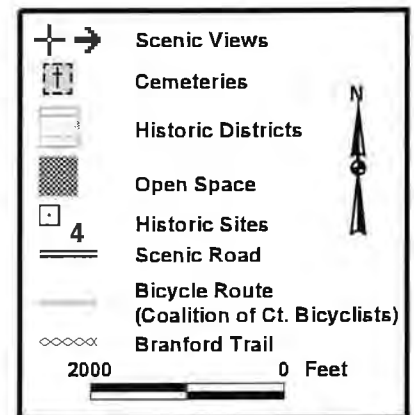 Scenic Views
Cemeteries
N
Historic Districts
Open Space
4 Historic Sites
Scenic Road
Bicycle Route
(Coalition of Ct. Bicyclists)
Branford Trail
2000 0 Feet